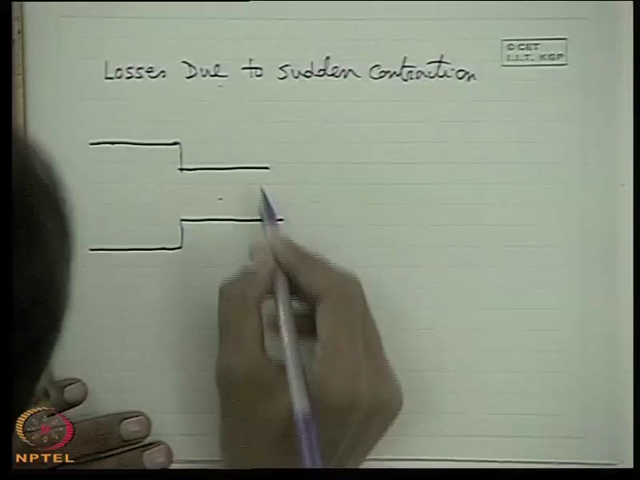 Losses Due to Sudden Contraction
© CET
I.I.T. KGP
NPTEL